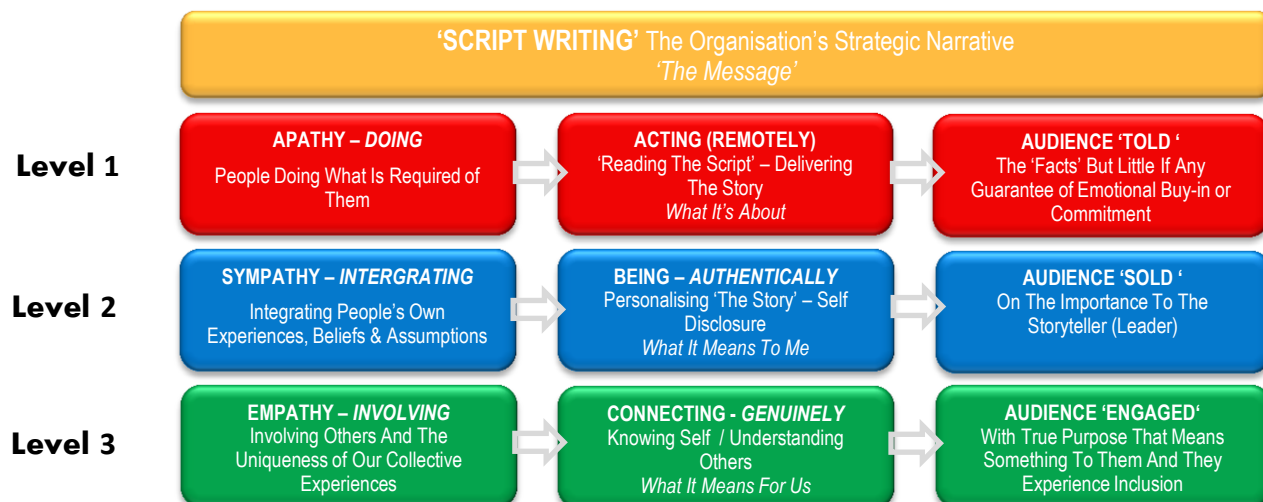 ‘SCRIPT WRITING’ The Organisation’s Strategic Narrative
‘The Message’
Level 1
APATHY – DOING
People Doing What Is Required of
Them
ACTING (REMOTELY)
‘Reading The Script’ – Delivering
The Story
What It’s About
AUDIENCE ‘TOLD ‘
The ‘Facts’ But Little If Any
Guarantee of Emotional Buy-in or
Commitment
Level 2
SYMPATHY – INTERGRATING
Integrating People’s Own
Experiences, Beliefs & Assumptions
BEING – AUTHENTICALLY
Personalising ‘The Story’ – Self
Disclosure
What It Means To Me
AUDIENCE ‘SOLD ‘
On The Importance To The
Storyteller (Leader)
Level 3
EMPATHY – INVOLVING
Involving Others And The
Uniqueness of Our Collective
Experiences
CONNECTING - GENUINELY
Knowing Self / Understanding
Others
What It Means For Us
AUDIENCE ‘ENGAGED‘
With True Purpose That Means
Something To Them And They
Experience Inclusion